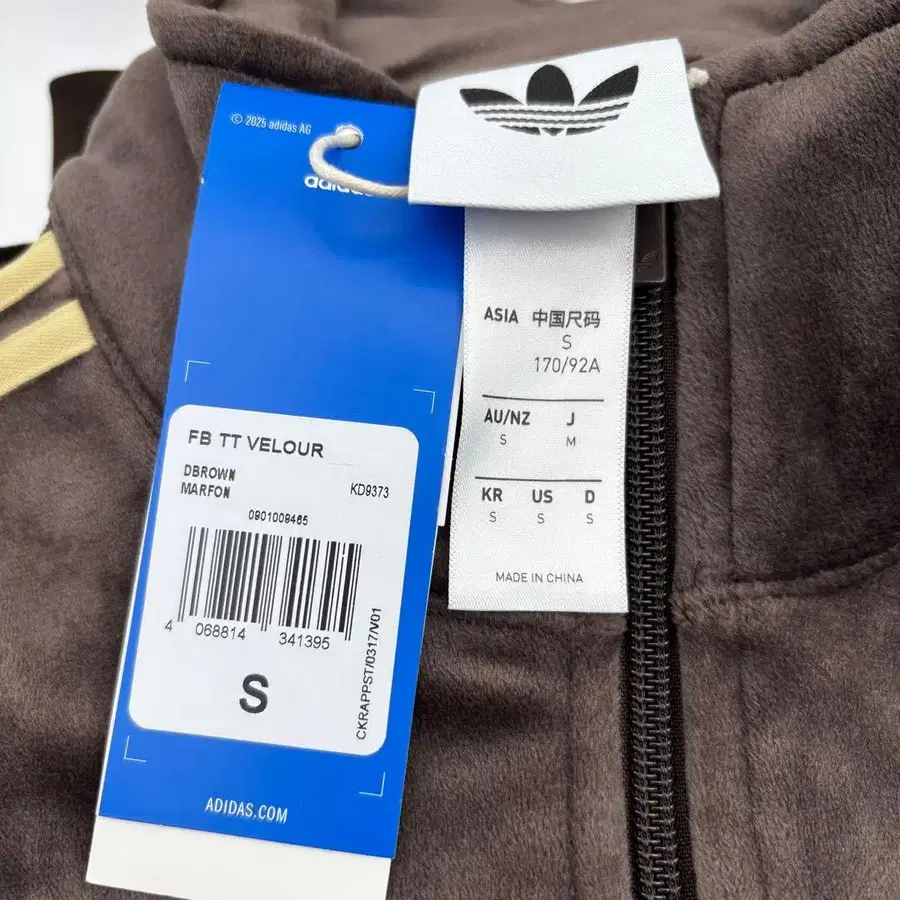 © 2025 adidas AG
adidas
FB TT VELOUR
DBROWN
MARFON
KD9373
0901009465
4 068814 341395
S
CKRAPPST/0317/V01
ADIDAS.COM
ASIA 中国尺码
S
170/92A
AU/NZ J
S M
KR US D
S S S
MADE IN CHINA